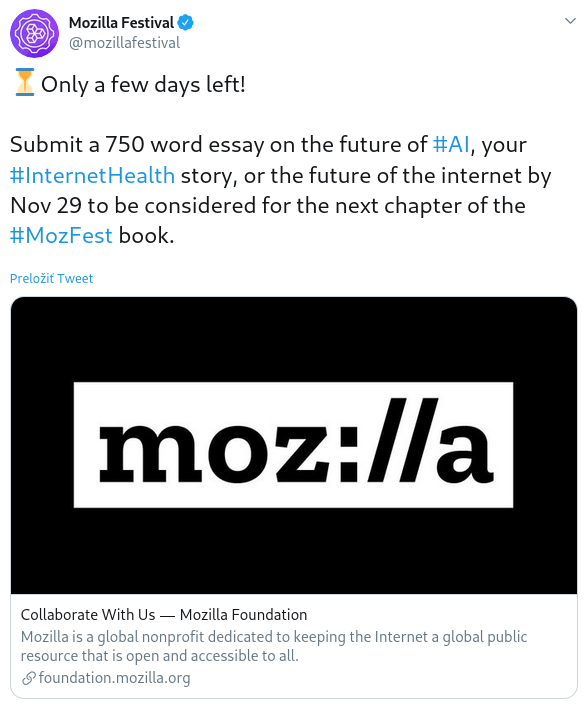 Mozilla Festival
@mozillafestival
⏳ Only a few days left!
Submit a 750 word essay on the future of #AI, your
#InternetHealth story, or the future of the internet by
Nov 29 to be considered for the next chapter of the
#MozFest book.
Preložiť Tweet
moz://a
Collaborate With Us — Mozilla Foundation
Mozilla is a global nonprofit dedicated to keeping the Internet a global public
resource that is open and accessible to all.
foundation.mozilla.org